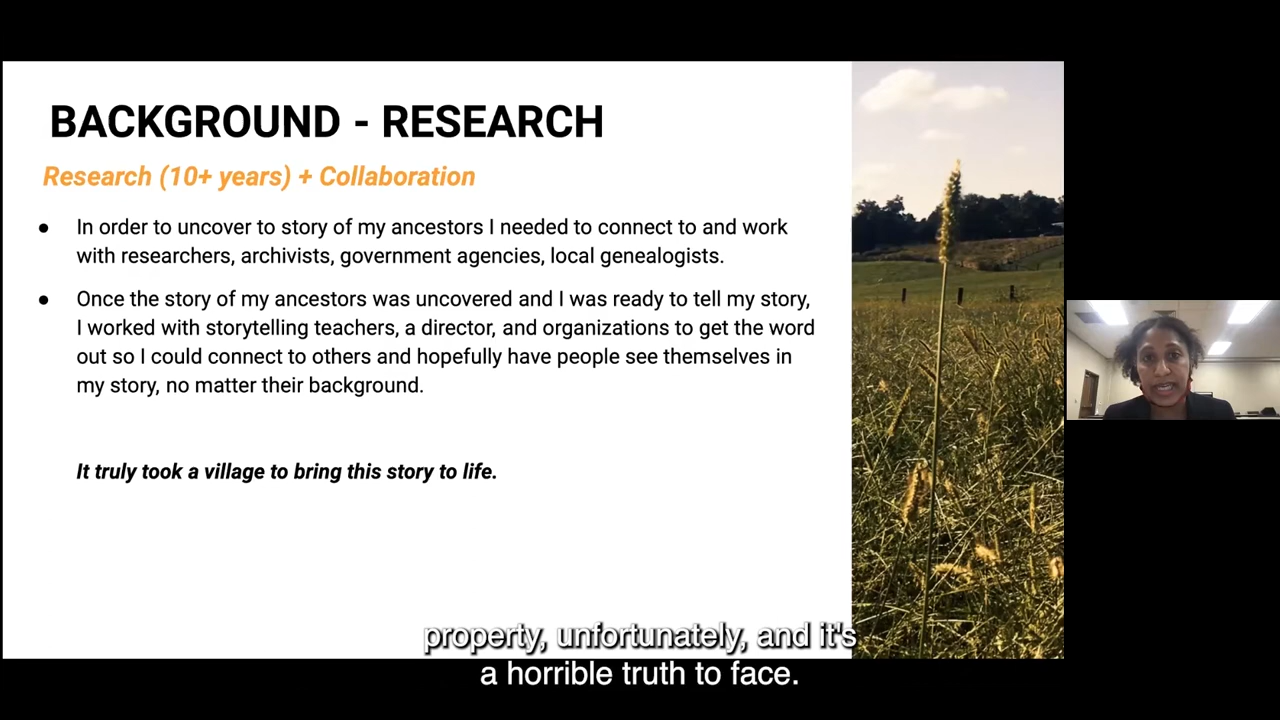 BACKGROUND - RESEARCH
Research (10+ years) + Collaboration
● In order to uncover to story of my ancestors I needed to connect to and work
with researchers, archivists, government agencies, local genealogists.
● Once the story of my ancestors was uncovered and I was ready to tell my story,
I worked with storytelling teachers, a director, and organizations to get the word
out so I could connect to others and hopefully have people see themselves in
my story, no matter their background.
It truly took a village to bring this story to life.
property, unfortunately, and it's
a horrible truth to face.